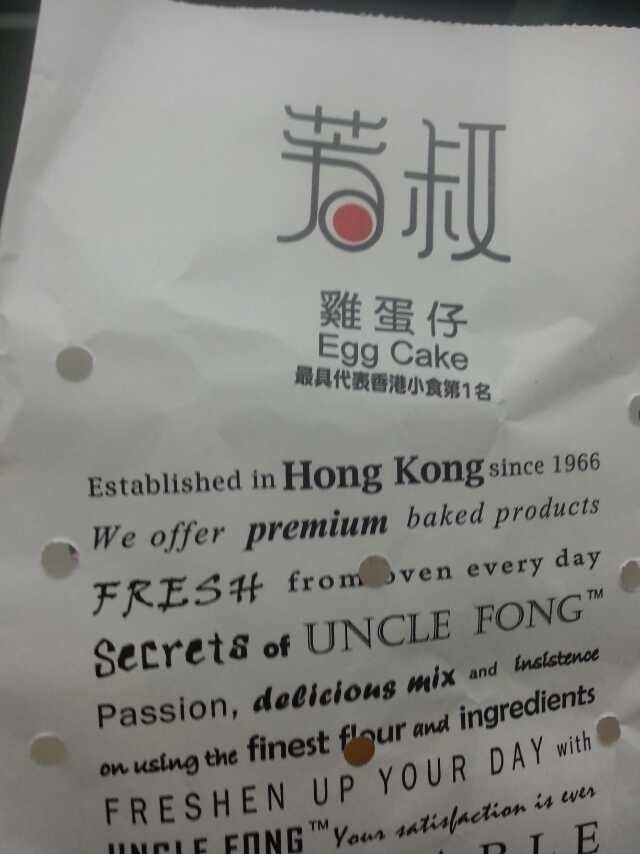 芳叔
雞蛋仔
Egg Cake
最具代表香港小食第1名
Established in Hong Kong since 1966
We offer premium baked products
FRESH from oven every day
Secrets of UNCLE FONG™
Passion, delicious mix and insistence
on using the finest flour and ingredients
FRESHEN UP YOUR DAY with
UNCLE FONG™ Your satisfaction is ever